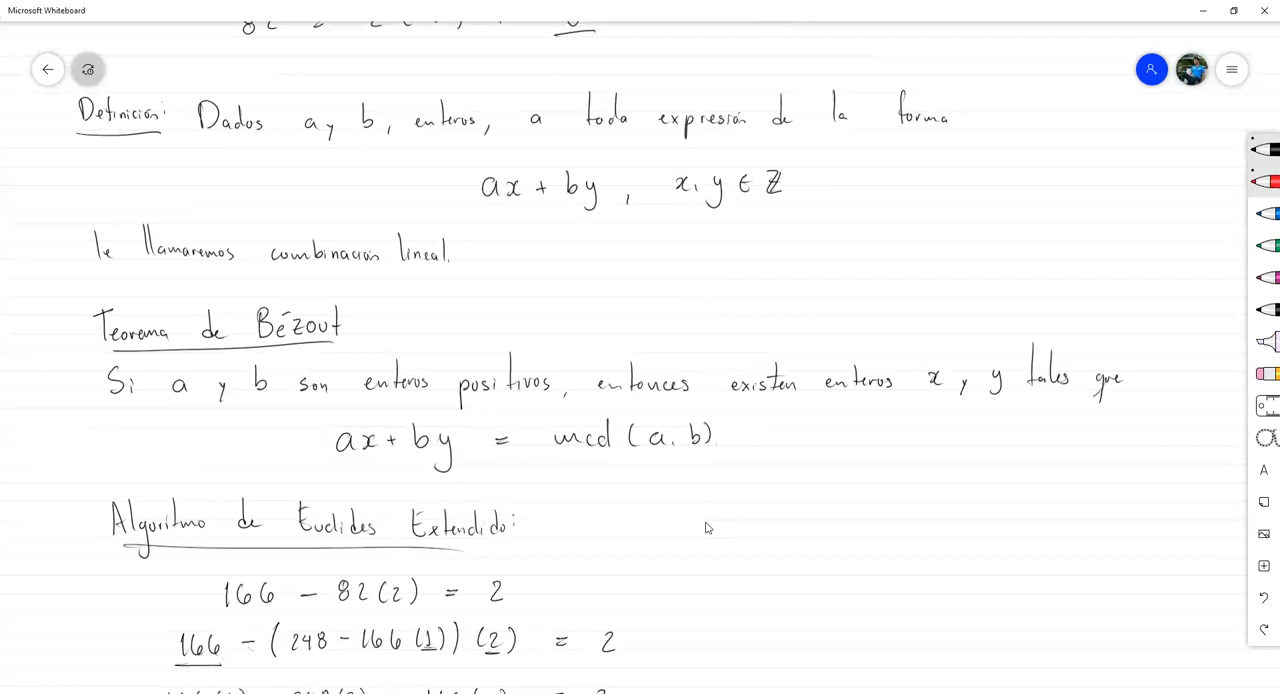 Microsoft Whiteboard
Definición: Dados a y b, enteros, a toda expresión de la forma
ax + by, x, y ∈ ℤ
le llamaremos combinación lineal.
Teorema de Bézout
Si a y b son enteros positivos, entonces existen enteros x, y tales que
ax + by = mcd (a, b).
Algoritmo de Euclides Extendido:
166 - 82(2) = 2
166 - (248 - 166(1))(2) = 2